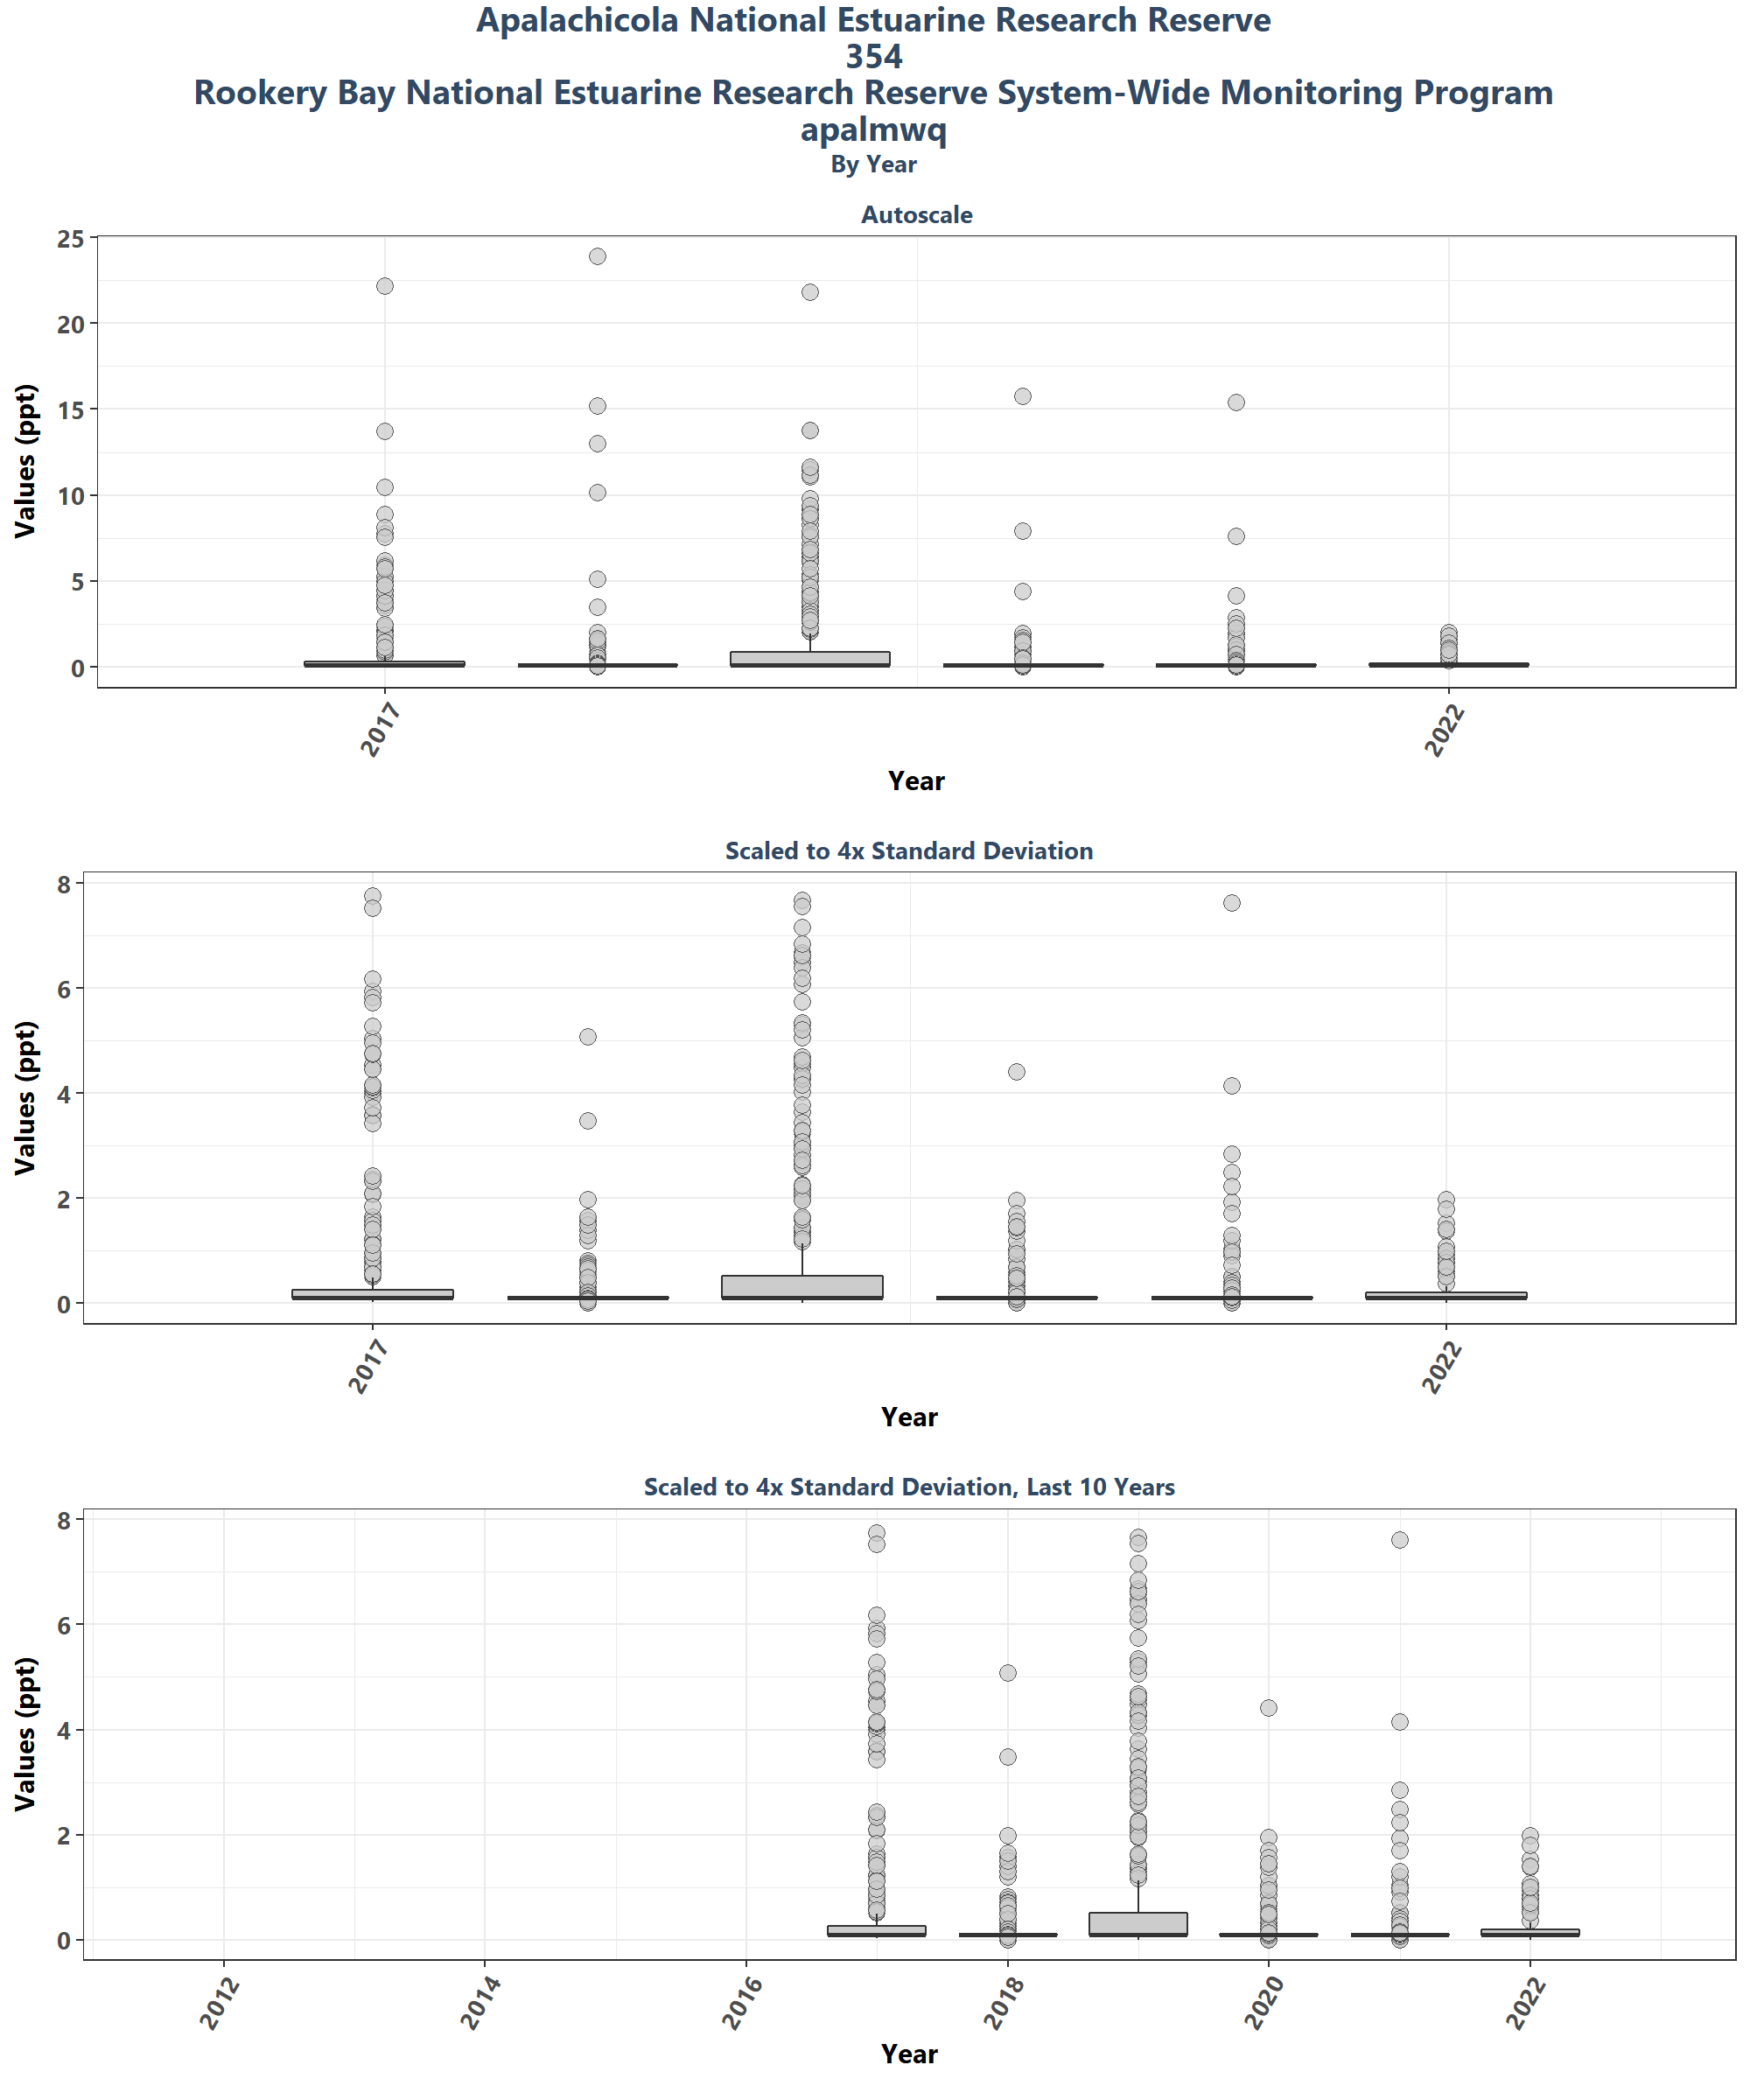 Apalachicola National Estuarine Research Reserve
354
Rookery Bay National Estuarine Research Reserve System-Wide Monitoring Program
apalmwq
By Year
Autoscale
Values (ppt)
25
20
15
10
5
0
2017
2022
Year
Scaled to 4x Standard Deviation
Values (ppt)
8
6
4
2
0
2017
2022
Year
Scaled to 4x Standard Deviation, Last 10 Years
Values (ppt)
8
6
4
2
0
2012
2014
2016
2018
2020
2022
Year